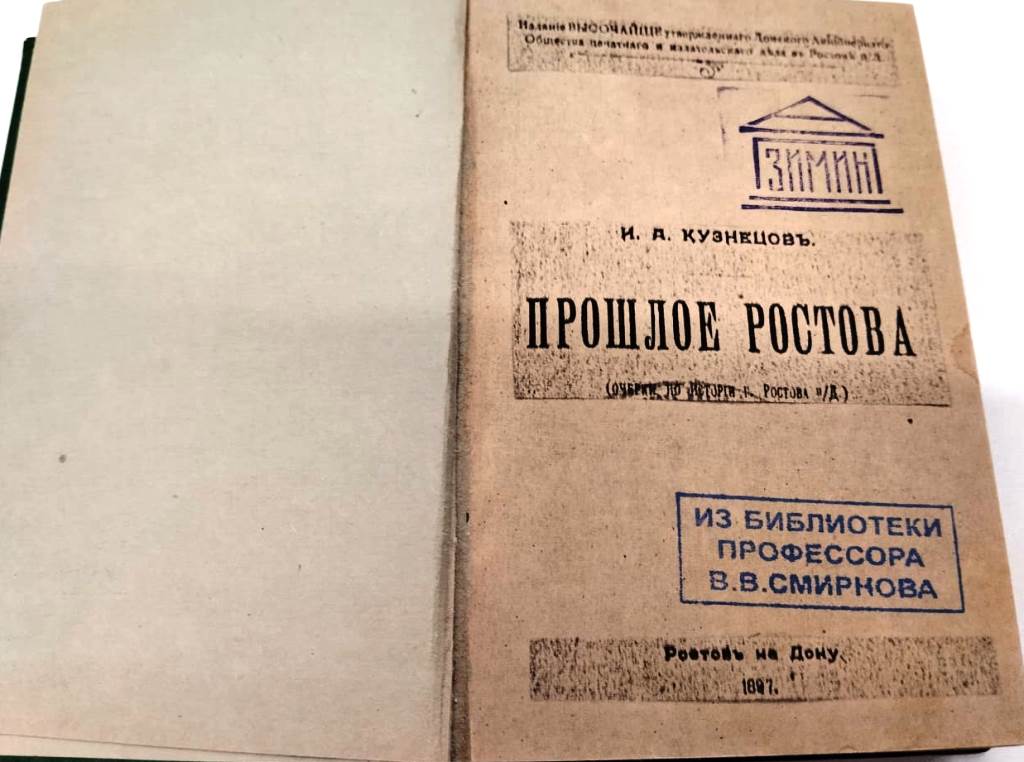 Изданіе ВЫСОЧАЙШЕ утвержденнаго Донского Акціонернаго
Общества печатнаго и издательскаго дѣла въ Ростовѣ н/Д.
ЗИМИН
И. А. КУЗНЕЦОВЪ.
ПРОШЛОЕ РОСТОВА
(ОЧЕРКИ ПО ИСТОРІИ г. РОСТОВА н/Д.)
ИЗ БИБЛИОТЕКИ
ПРОФЕССОРА
В.В.СМИРНОВА
Ростовъ на Дону.
1897.